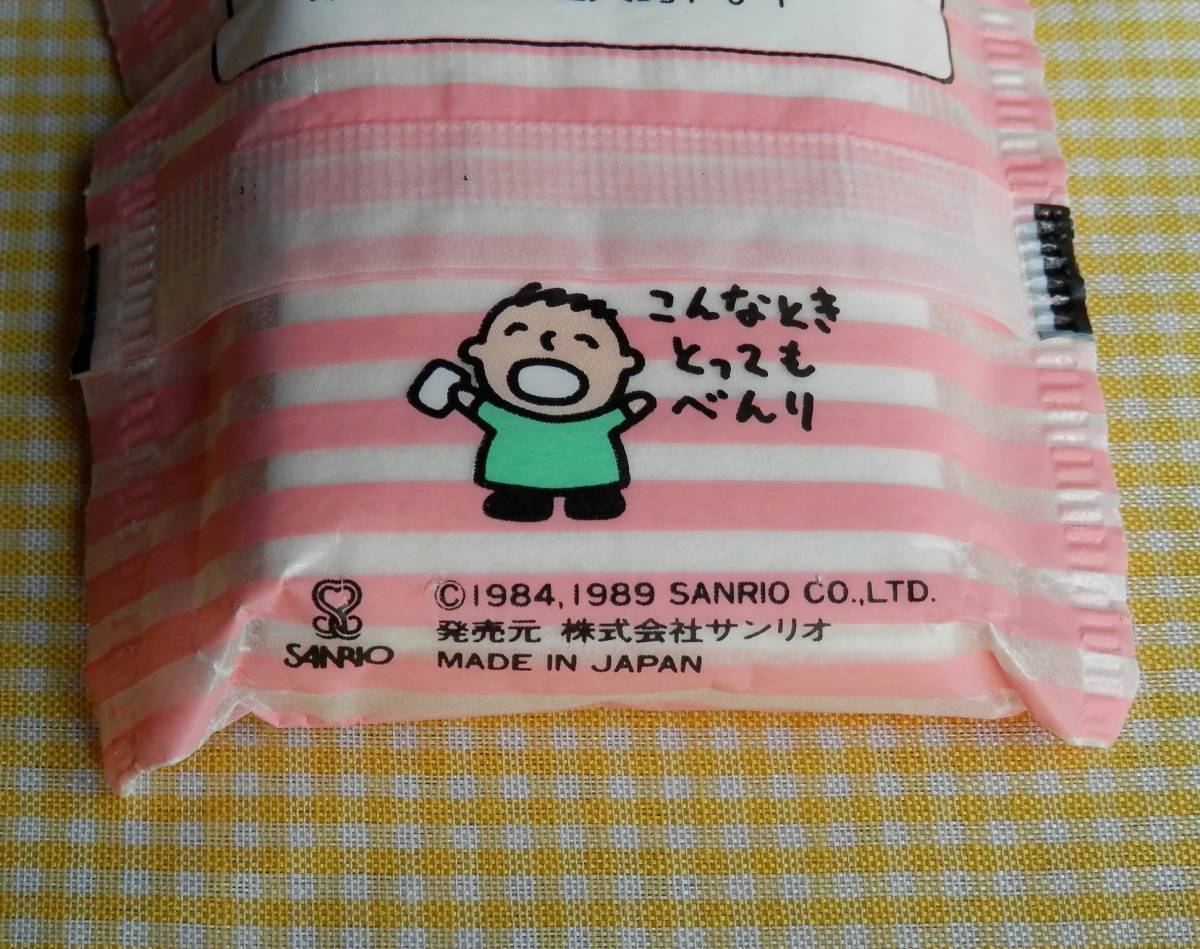 こんなとき
とっても
べんり
©1984,1989 SANRIO CO.,LTD.
発売元 株式会社サンリオ
MADE IN JAPAN
SANRIO